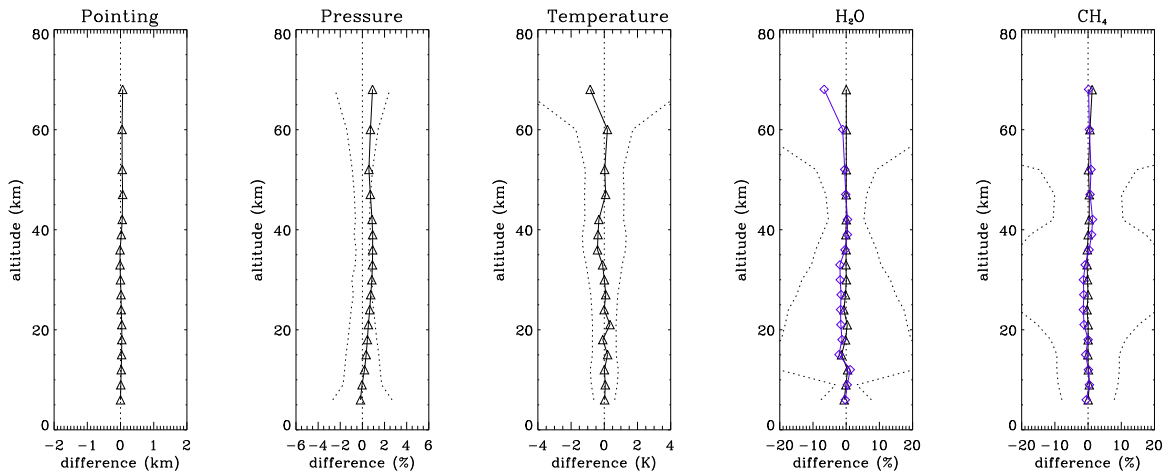 Pointing Pressure Temperature H₂O CH₄
80 80 80 80 80
60 60 60 60 60
40 40 40 40 40
20 20 20 20 20
0 0 0 0 0
altitude (km) altitude (km) altitude (km) altitude (km) altitude (km)
−2 −1 0 1 2 −6 −4 −2 0 2 4 6 −4 −2 0 2 4 −20 −10 0 10 20 −20 −10 0 10 20
difference (km) difference (%) difference (K) difference (%) difference (%)